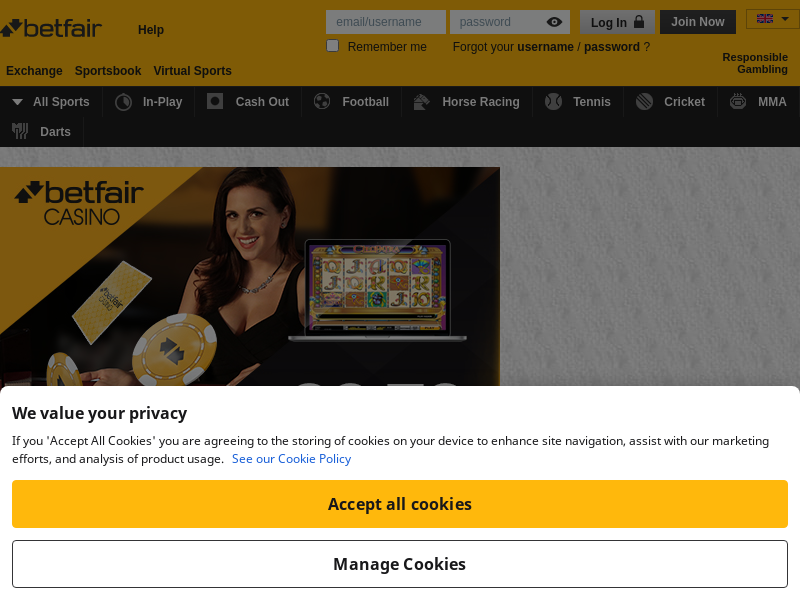 betfair
Help
email/username
password
Log In
Join Now
Remember me
Forgot your username / password ?
Responsible
Gambling
Exchange Sportsbook Virtual Sports
All Sports
In-Play
Cash Out
Football
Horse Racing
Tennis
Cricket
MMA
Darts
betfair
CASINO
betfair
We value your privacy
If you 'Accept All Cookies' you are agreeing to the storing of cookies on your device to enhance site navigation, assist with our marketing
efforts, and analysis of product usage. See our Cookie Policy
Accept all cookies
Manage Cookies